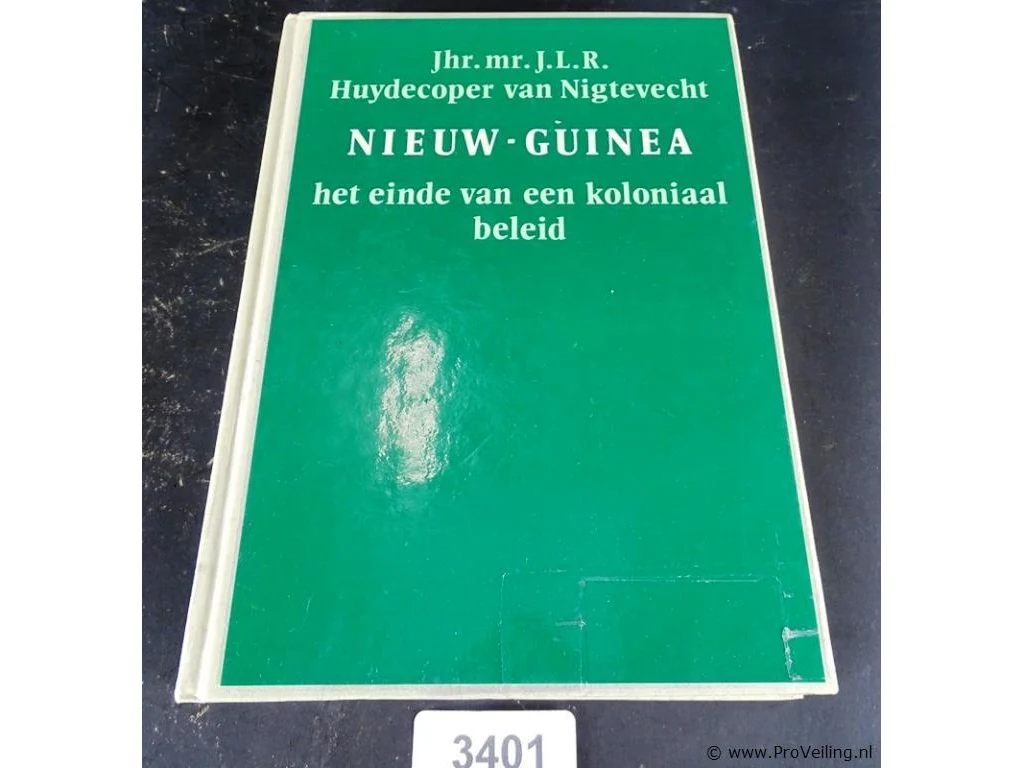 Jhr. mr. J.L.R.
Huydecoper van Nigtevecht
NIEUW-GUINEA
het einde van een koloniaal
beleid
3401
© www.ProVeiling.nl